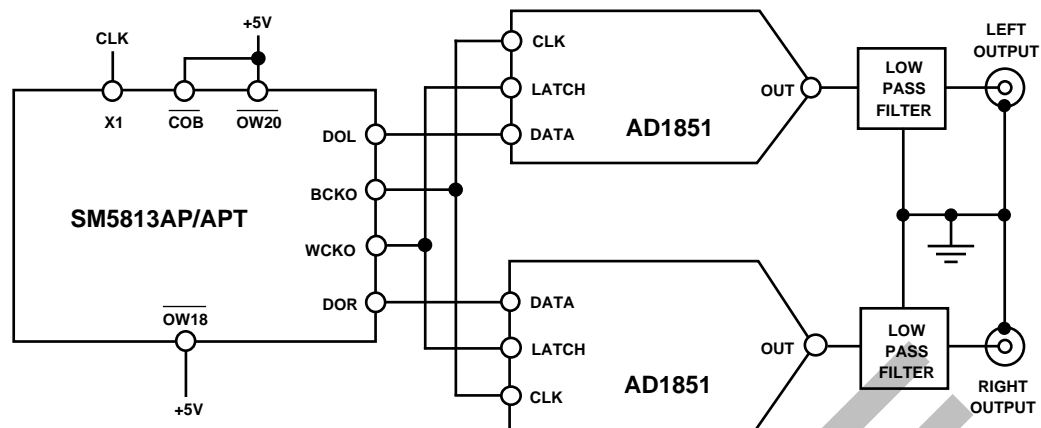 +5V
CLK
X1
COB
OW20
DOL
BCKO
SM5813AP/APT
WCKO
DOR
OW18
+5V
CLK
LATCH
DATA
AD1851
OUT
LOW
PASS
FILTER
LEFT
OUTPUT
DATA
LATCH
CLK
AD1851
OUT
LOW
PASS
FILTER
RIGHT
OUTPUT